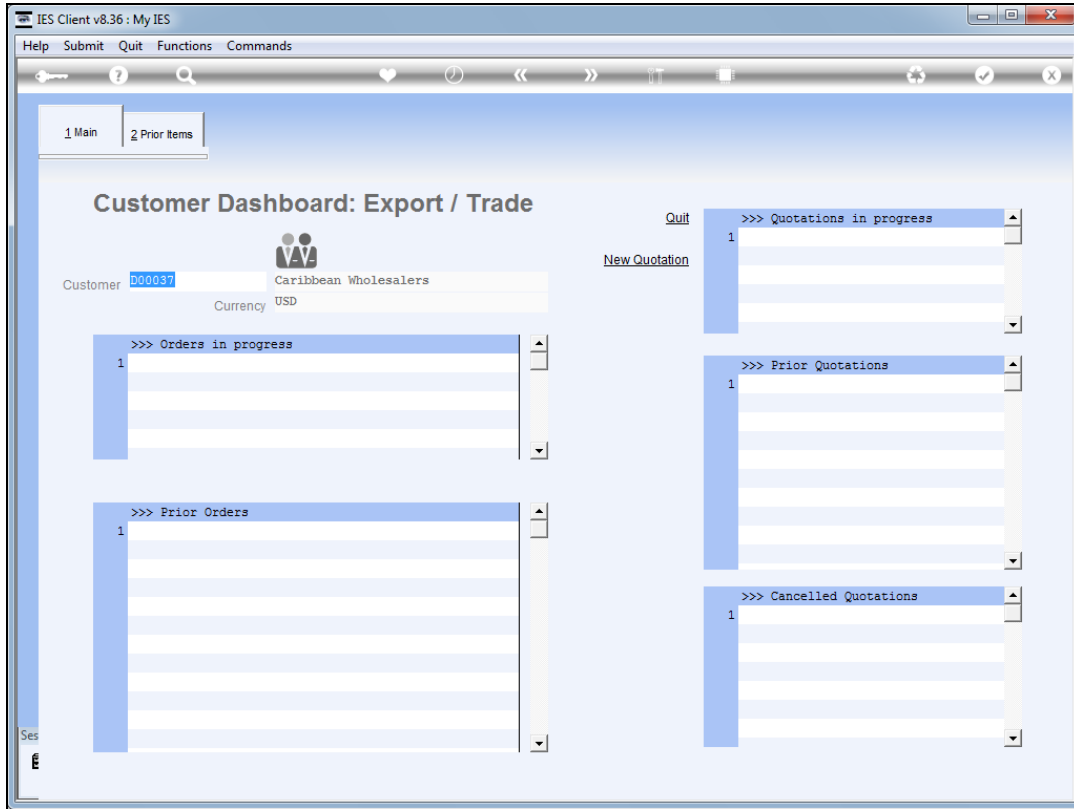 IES Client v8.36 : My IES
Help Submit Quit Functions Commands
1 Main
2 Prior Items
Customer Dashboard: Export / Trade
Customer D00037 Caribbean Wholesalers
Currency USD
>>> Orders in progress
1
>>> Prior Orders
1
Quit
New Quotation
>>> Quotations in progress
1
>>> Prior Quotations
1
>>> Cancelled Quotations
1
Ses